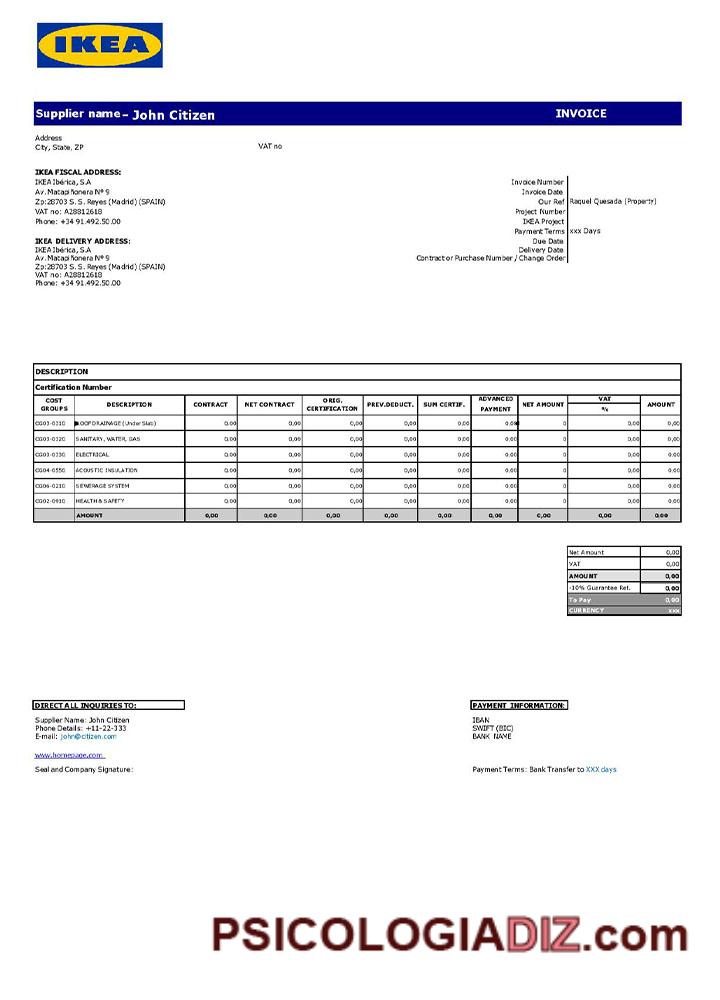 IKEA
Supplier name– John Citizen INVOICE
Address
City, State, ZP VAT no
IKEA FISCAL ADDRESS:
IKEA Ibérica, S.A
Av. Matapiñonera Nº 9
Zp:28703 S. S. Reyes (Madrid) (SPAIN)
VAT no: A28812618
Phone: +34 91.492.50.00
Invoice Number
Invoice Date
Our Ref Raquel Quesada (Property)
Project Number
IKEA Project
Payment Terms xxx Days
Due Date
Delivery Date
Contract or Purchase Number / Change Order
IKEA DELIVERY ADDRESS:
IKEA Ibérica, S.A
Av. Matapiñonera Nº 9
Zp:28703 S. S. Reyes (Madrid) (SPAIN)
VAT no: A28812618
Phone: +34 91.492.50.00
DESCRIPTION
Certification Number
COST GROUPS DESCRIPTION CONTRACT NET CONTRACT ORIG. CERTIFICATION PREV.DEDUCT. SUM CERTIF. ADVANCED PAYMENT NET AMOUNT VAT % AMOUNT
CG03-0310 ROOF DRAINAGE (Under Slab) 0,00 0,00 0,00 0,00 0,00 0,00 0 0,00 0,00
CG03-0320 SANITARY, WATER, GAS 0,00 0,00 0,00 0,00 0,00 0,00 0 0,00 0,00
CG03-0330 ELECTRICAL 0,00 0,00 0,00 0,00 0,00 0,00 0 0,00 0,00
CG04-0550 ACOUSTIC INSULATION 0,00 0,00 0,00 0,00 0,00 0,00 0 0,00 0,00
CG06-0210 SEWERAGE SYSTEM 0,00 0,00 0,00 0,00 0,00 0,00 0 0,00 0,00
CG02-0910 HEALTH & SAFETY 0,00 0,00 0,00 0,00 0,00 0,00 0 0,00 0,00
AMOUNT 0,00 0,00 0,00 0,00 0,00 0,00 0,00 0,00 0,00
Net Amount 0,00
VAT 0,00
AMOUNT 0,00
-10% Guarantee Ret. 0,00
To Pay 0,00
CURRENCY xxx
DIRECT ALL INQUIRIES TO:
Supplier Name: John Citizen
Phone Details: +11-22-333
E-mail: john@citizen.com
www.homepage.com
Seal and Company Signature:
PAYMENT INFORMATION:
IBAN
SWIFT (BIC)
BANK NAME
Payment Terms: Bank Transfer to XXX days
PSICOLOGIADIZ.com